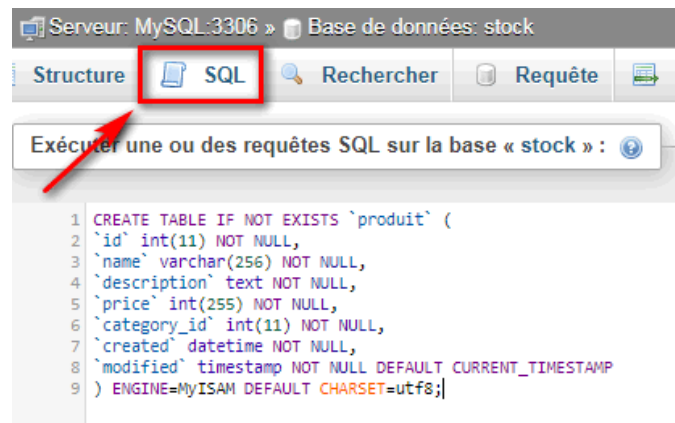 Serveur: MySQL:3306 » Base de données: stock
Structure SQL Rechercher Requête
Exécuter une ou des requêtes SQL sur la base « stock » :
1 CREATE TABLE IF NOT EXISTS `produit` (
2 `id` int(11) NOT NULL,
3 `name` varchar(256) NOT NULL,
4 `description` text NOT NULL,
5 `price` int(255) NOT NULL,
6 `category_id` int(11) NOT NULL,
7 `created` datetime NOT NULL,
8 `modified` timestamp NOT NULL DEFAULT CURRENT_TIMESTAMP
9 ) ENGINE=MyISAM DEFAULT CHARSET=utf8;